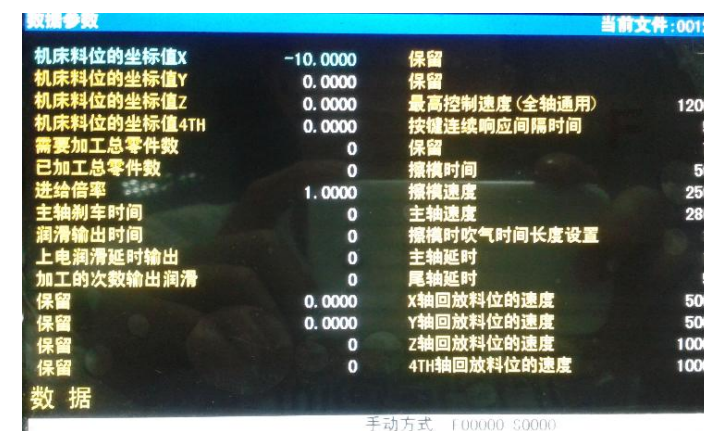 数据参数 当前文件:001
机床料位的坐标值X -10.0000 保留
机床料位的坐标值Y 0.0000 保留
机床料位的坐标值Z 0.0000 最高控制速度(全轴通用) 120
机床料位的坐标值4TH 0.0000 按键连续响应间隔时间
需要加工总零件数 0 保留
已加工总零件数 0 擦模时间 5
进给倍率 1.0000 擦模速度 25
主轴刹车时间 0 主轴速度 28
润滑输出时间 0 擦模时吹气时间长度设置
上电润滑延时输出 0 主轴延时
加工的次数输出润滑 0 尾轴延时
保留 0.0000 X轴回放料位的速度 50
保留 0.0000 Y轴回放料位的速度 50
保留 0 Z轴回放料位的速度 100
保留 0 4TH轴回放料位的速度 100
数据
手动方式 F00000 S0000